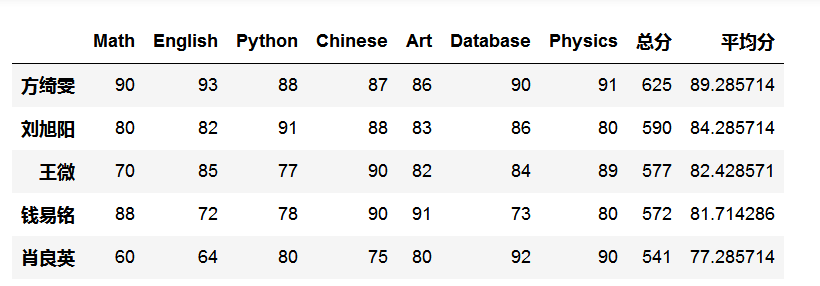 Math English Python Chinese Art Database Physics 总分 平均分
方绮雯 90 93 88 87 86 90 91 625 89.285714
刘旭阳 80 82 91 88 83 86 80 590 84.285714
王微 70 85 77 90 82 84 89 577 82.428571
钱易铭 88 72 78 90 91 73 80 572 81.714286
肖良英 60 64 80 75 80 92 90 541 77.285714